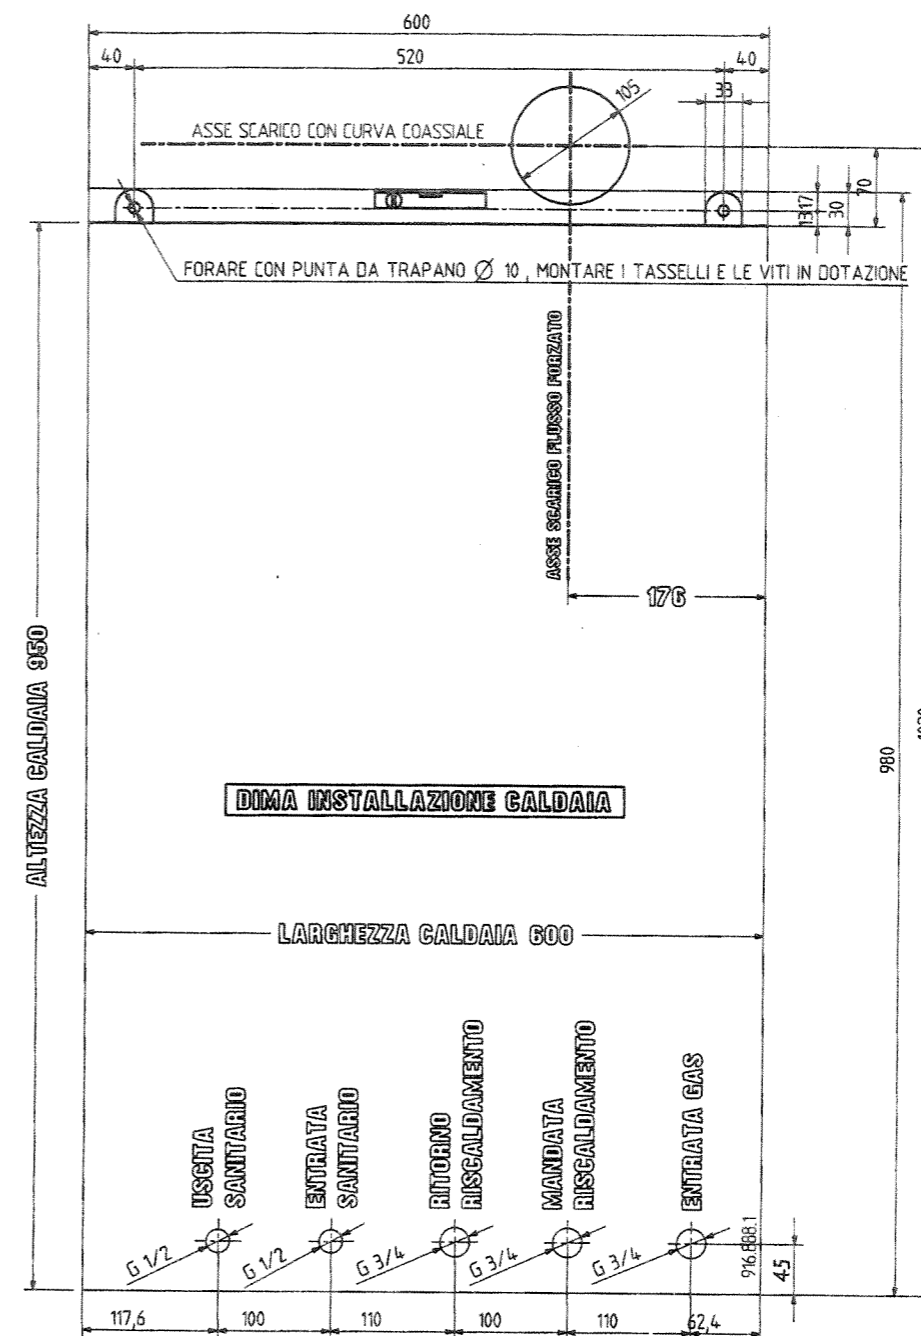 600
40
520
40
105
33
ASSE SCARICO CON CURVA COASSIALE
70
17
13
30
FORARE CON PUNTA DA TRAPANO Ø 10, MONTARE I TASSELLI E LE VITI IN DOTAZIONE
ASSE SCARICO FLUSSO FORZATO
176
ALTEZZA CALDAIA 950
980
DIMA INSTALLAZIONE CALDAIA
LARGHEZZA CALDAIA 600
USCITA
SANITARIO
ENTRATA
SANITARIO
RITORNO
RISCALDAMENTO
MANDATA
RISCALDAMENTO
ENTRATA GAS
G 1/2
G 1/2
G 3/4
G 3/4
G 3/4
916.888.1
45
117,6
100
110
100
110
62,4